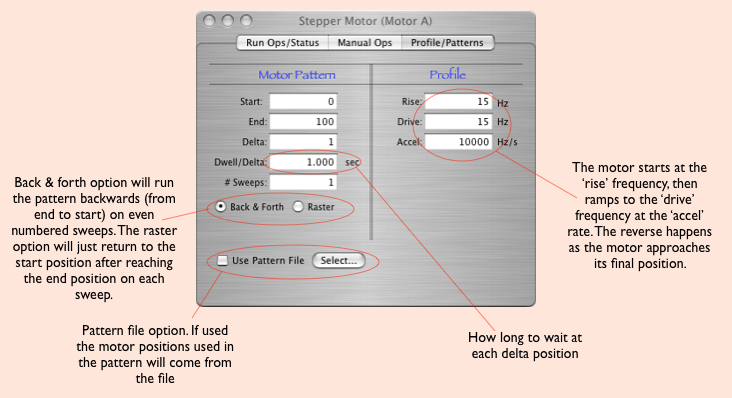 Stepper Motor (Motor A)
Run Ops/Status Manual Ops Profile/Patterns
Motor Pattern
Start: 0
End: 100
Delta: 1
Dwell/Delta: 1.000 sec
# Sweeps: 1
Back & Forth Raster
Use Pattern File Select...
Profile
Rise: 15 Hz
Drive: 15 Hz
Accel: 10000 Hz/s
Back & forth option will run
the pattern backwards (from
end to start) on even
numbered sweeps. The raster
option will just return to the
start position after reaching
the end position on each
sweep.
Pattern file option. If used
the motor positions used in
the pattern will come from
the file
How long to wait at
each delta position
The motor starts at the
'rise' frequency, then
ramps to the 'drive'
frequency at the 'accel'
rate. The reverse happens
as the motor approaches
its final position.